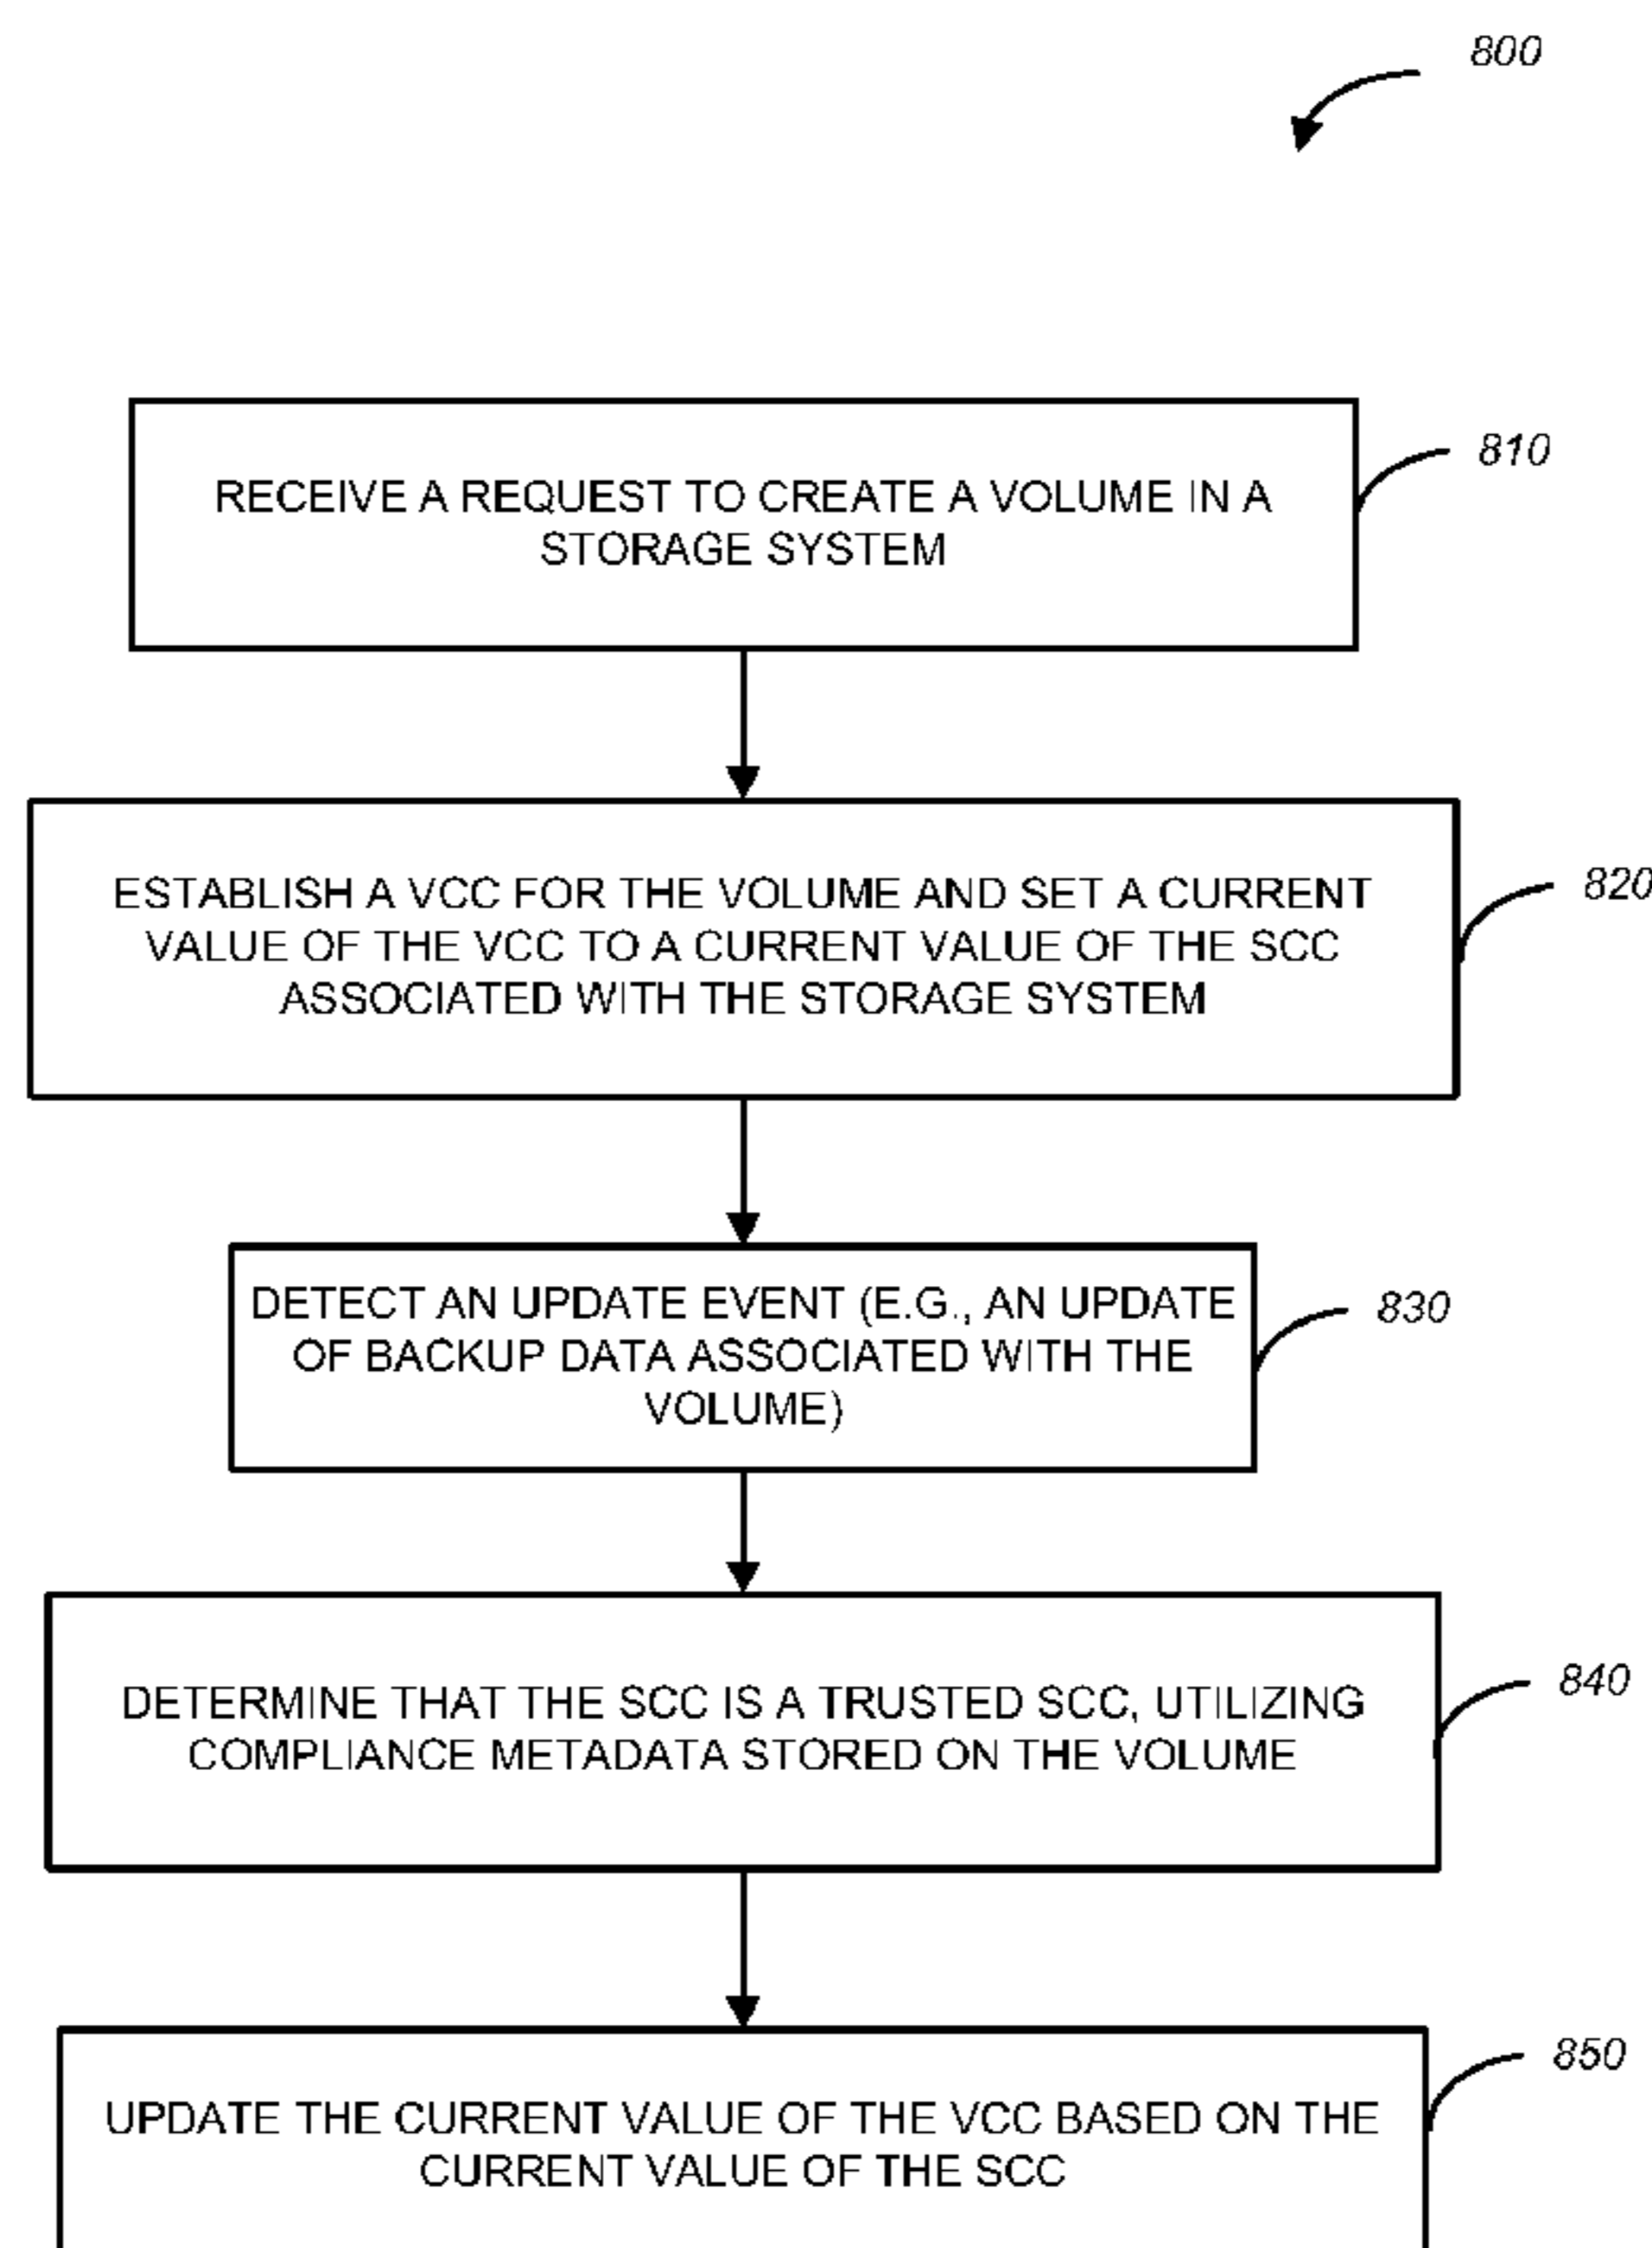 800
RECEIVE A REQUEST TO CREATE A VOLUME IN A
STORAGE SYSTEM
810
ESTABLISH A VCC FOR THE VOLUME AND SET A CURRENT
VALUE OF THE VCC TO A CURRENT VALUE OF THE SCC
ASSOCIATED WITH THE STORAGE SYSTEM
820
DETECT AN UPDATE EVENT (E.G., AN UPDATE
OF BACKUP DATA ASSOCIATED WITH THE
VOLUME)
830
DETERMINE THAT THE SCC IS A TRUSTED SCC, UTILIZING
COMPLIANCE METADATA STORED ON THE VOLUME
840
UPDATE THE CURRENT VALUE OF THE VCC BASED ON THE
CURRENT VALUE OF THE SCC
850